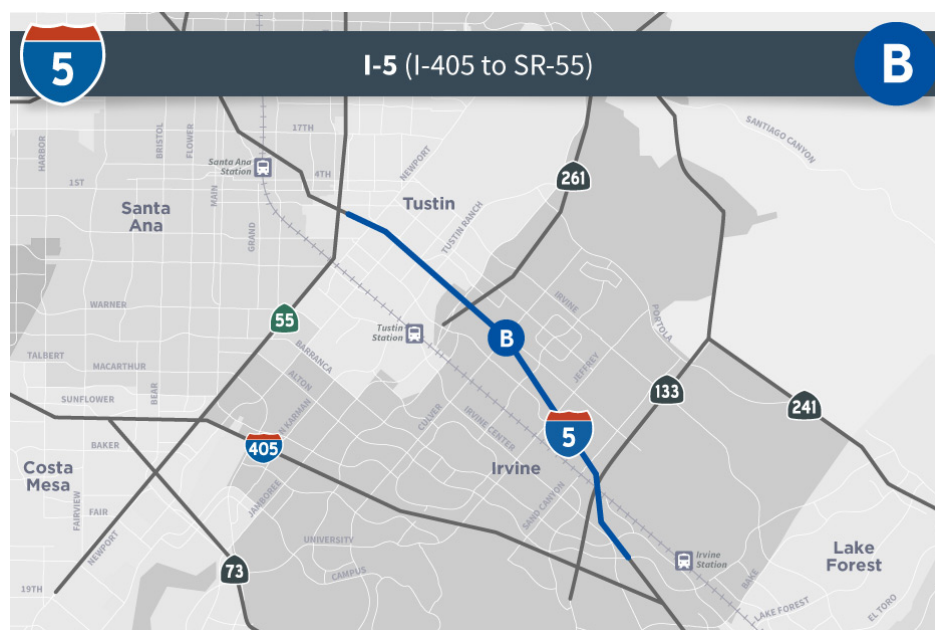 5
I-5 (I-405 to SR-55)
B
SANTIAGO CANYON
HARBOR
BRISTOL
FLOWER
17TH
NEWPORT
Santa Ana
Station
4TH
1ST
MAIN
261
Santa
Ana
Tustin
GRAND
TUSTIN RANCH
WARNER
55
IRVINE
PORTOLA
Tustin
Station
B
TALBERT
MACARTHUR
BARRANCA
JEFFREY
ALTON
BEAR
SUNFLOWER
133
241
CULVER
N KARMAN
IRVINE CENTER
5
BAKER
405
Costa
Mesa
Irvine
JAMBOREE
SAND CANYON
FAIRVIEW
FAIR
NEWPORT
UNIVERSITY
Irvine
Station
Lake
Forest
73
CAMPUS
BAKE
19TH
LAKE FOREST
EL TORO